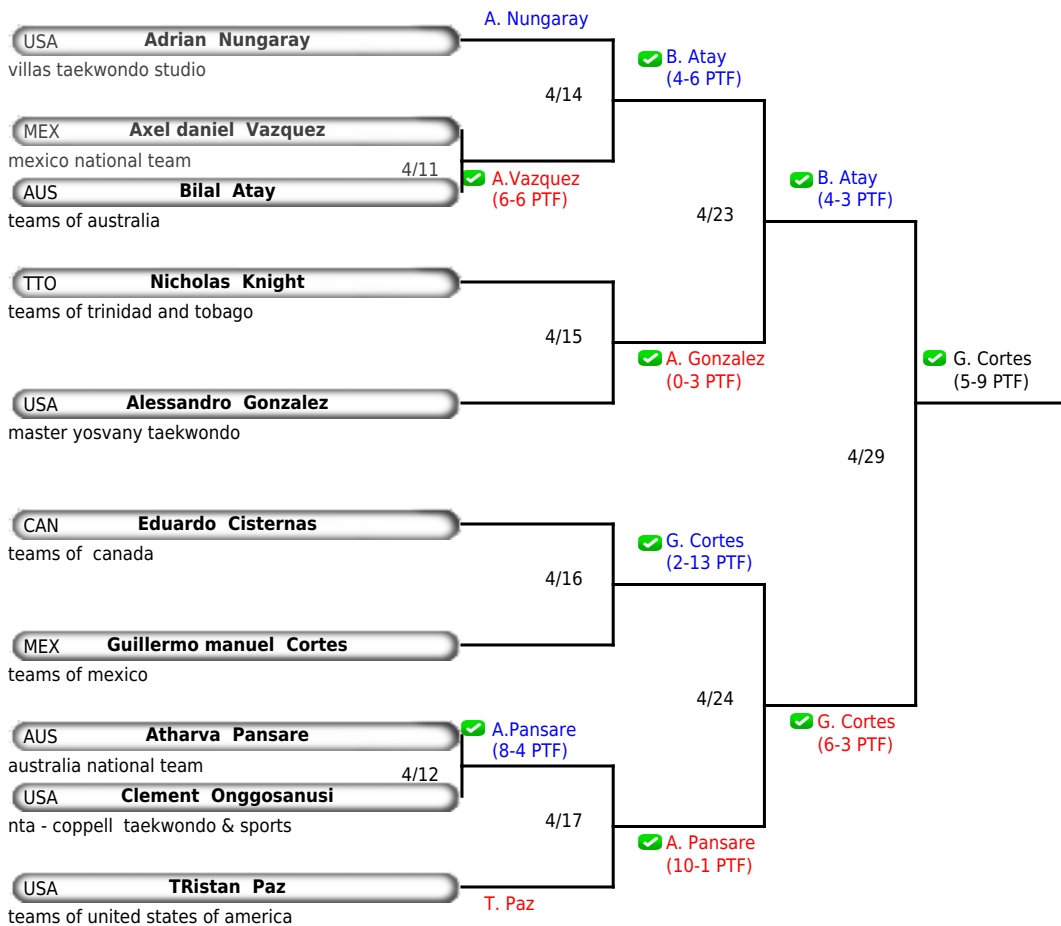 A. Nungaray
USA Adrian Nungaray
villas taekwondo studio
B. Atay
(4-6 PTF)
4/14
MEX Axel daniel Vazquez
mexico national team
4/11
A.Vazquez
(6-6 PTF)
AUS Bilal Atay
teams of australia
B. Atay
(4-3 PTF)
4/23
TTO Nicholas Knight
teams of trinidad and tobago
4/15
A. Gonzalez
(0-3 PTF)
G. Cortes
(5-9 PTF)
USA Alessandro Gonzalez
master yosvany taekwondo
4/29
CAN Eduardo Cisternas
teams of canada
G. Cortes
(2-13 PTF)
4/16
MEX Guillermo manuel Cortes
teams of mexico
4/24
G. Cortes
(6-3 PTF)
AUS Atharva Pansare
australia national team
A.Pansare
(8-4 PTF)
4/12
USA Clement Onggosanusi
nta - coppell taekwondo & sports
4/17
A. Pansare
(10-1 PTF)
USA TRistan Paz
T. Paz
teams of united states of america